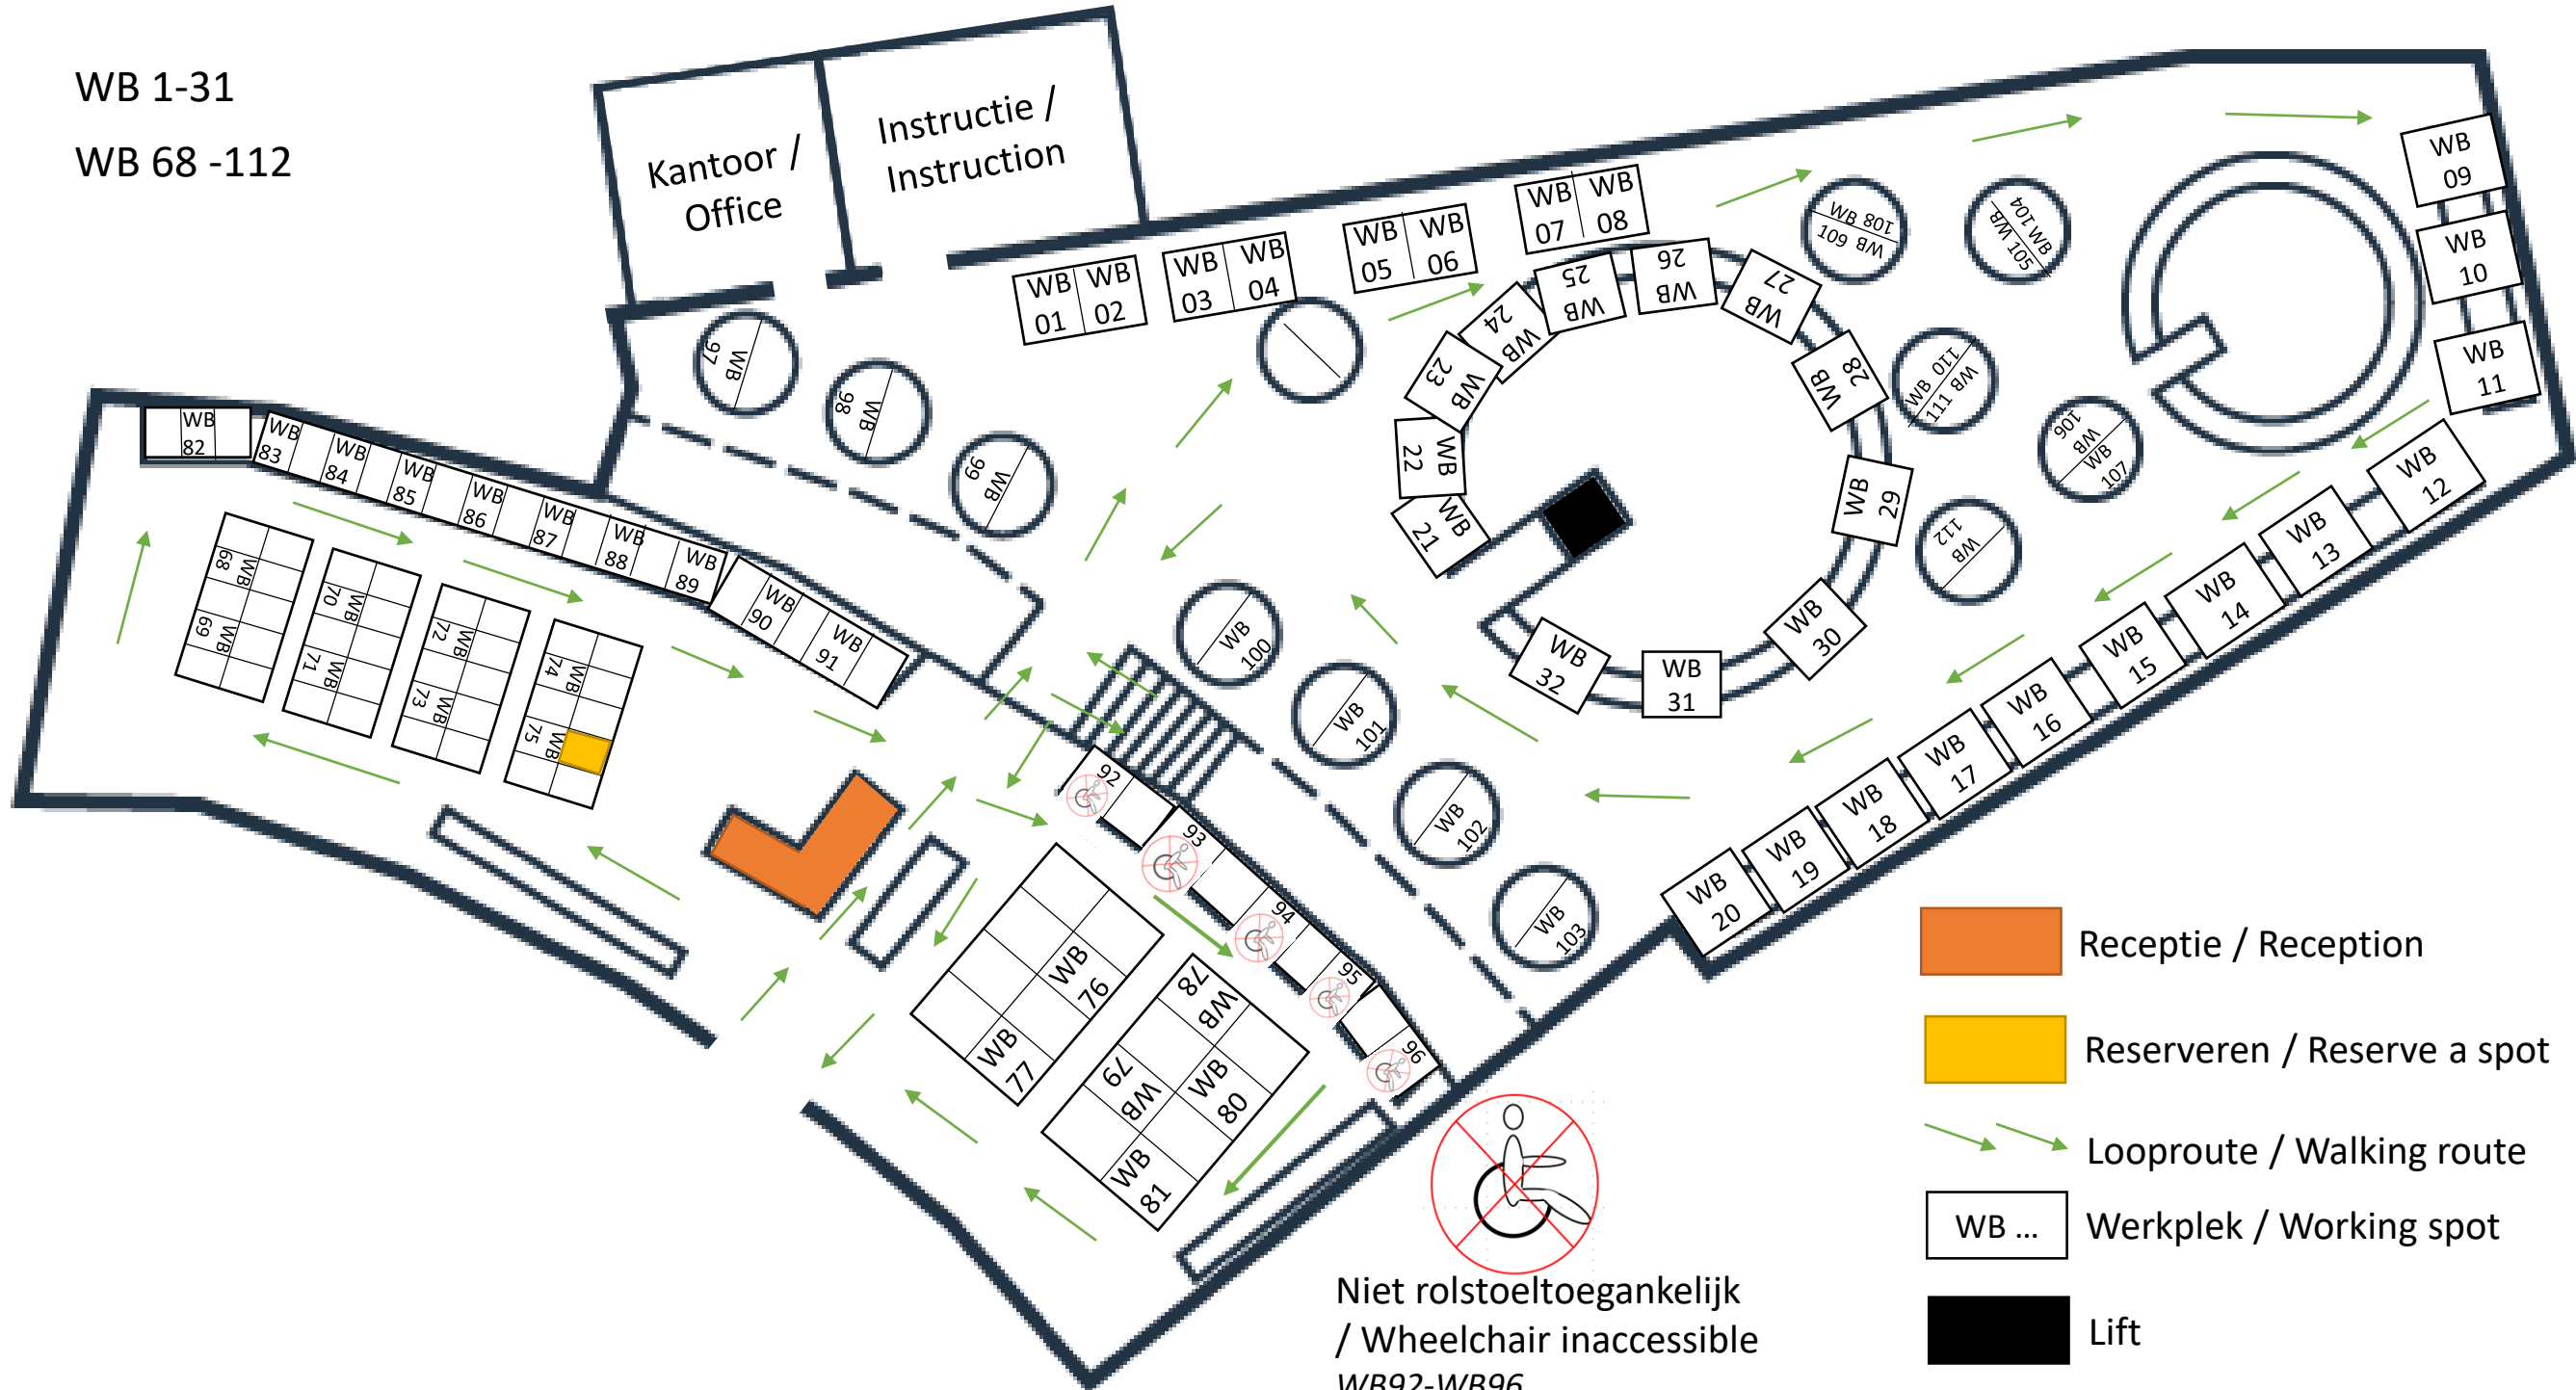 WB 1-31
WB 68 -112
Kantoor /
Office
Instructie /
Instruction
WB
01
WB
02
WB
03
WB
04
WB
05
WB
06
WB
07
WB
08
WB
09
WB
10
WB
11
WB
12
WB
13
WB
14
WB
15
WB
16
WB
17
WB
18
WB
19
WB
20
WB
21
WB
22
WB
23
WB
24
WB
25
WB
26
WB
27
WB
28
WB
29
WB
30
WB
31
WB
32
WB 108
WB 109
WB 104
WB 105
WB 110
WB 111
WB
106
WB
107
WB
112
WB
97
WB
98
WB
99
WB
100
WB
101
WB
102
WB
103
WB
82
WB
83
WB
84
WB
85
WB
86
WB
87
WB
88
WB
89
WB
90
WB
91
WB
68
WB
69
WB
70
WB
71
WB
72
WB
73
WB
74
WB
75
92
93
94
95
96
WB
76
WB
77
WB
78
WB
79
WB
80
WB
81
Receptie / Reception
Reserveren / Reserve a spot
Looproute / Walking route
WB ...
Werkplek / Working spot
Lift
Niet rolstoeltoegankelijk
/ Wheelchair inaccessible
WB92-WB96